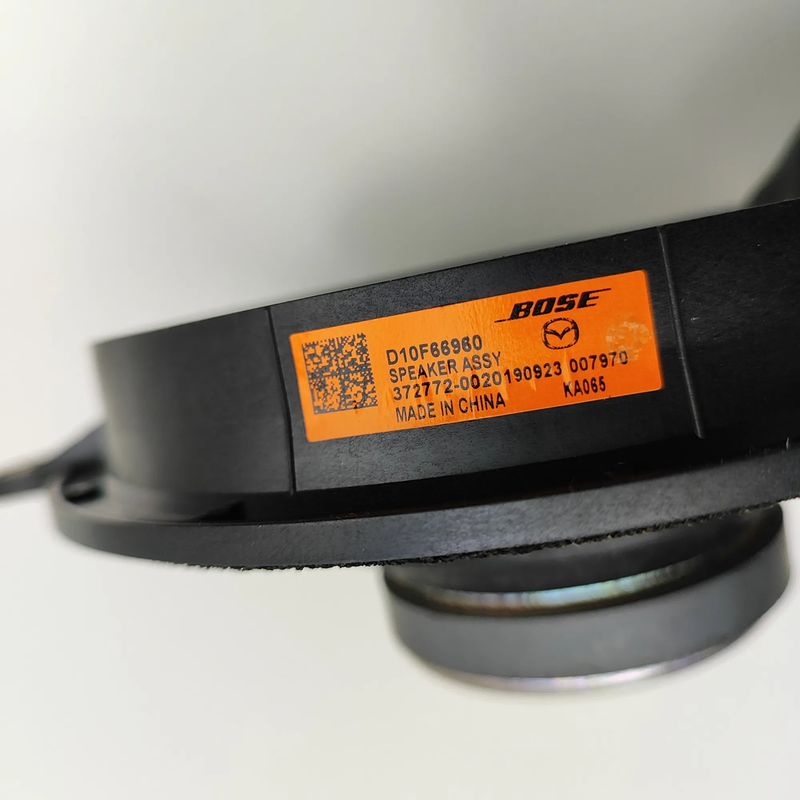 BOSE
D10F66960
SPEAKER ASSY
372772-0020190923 007970
MADE IN CHINA KA065